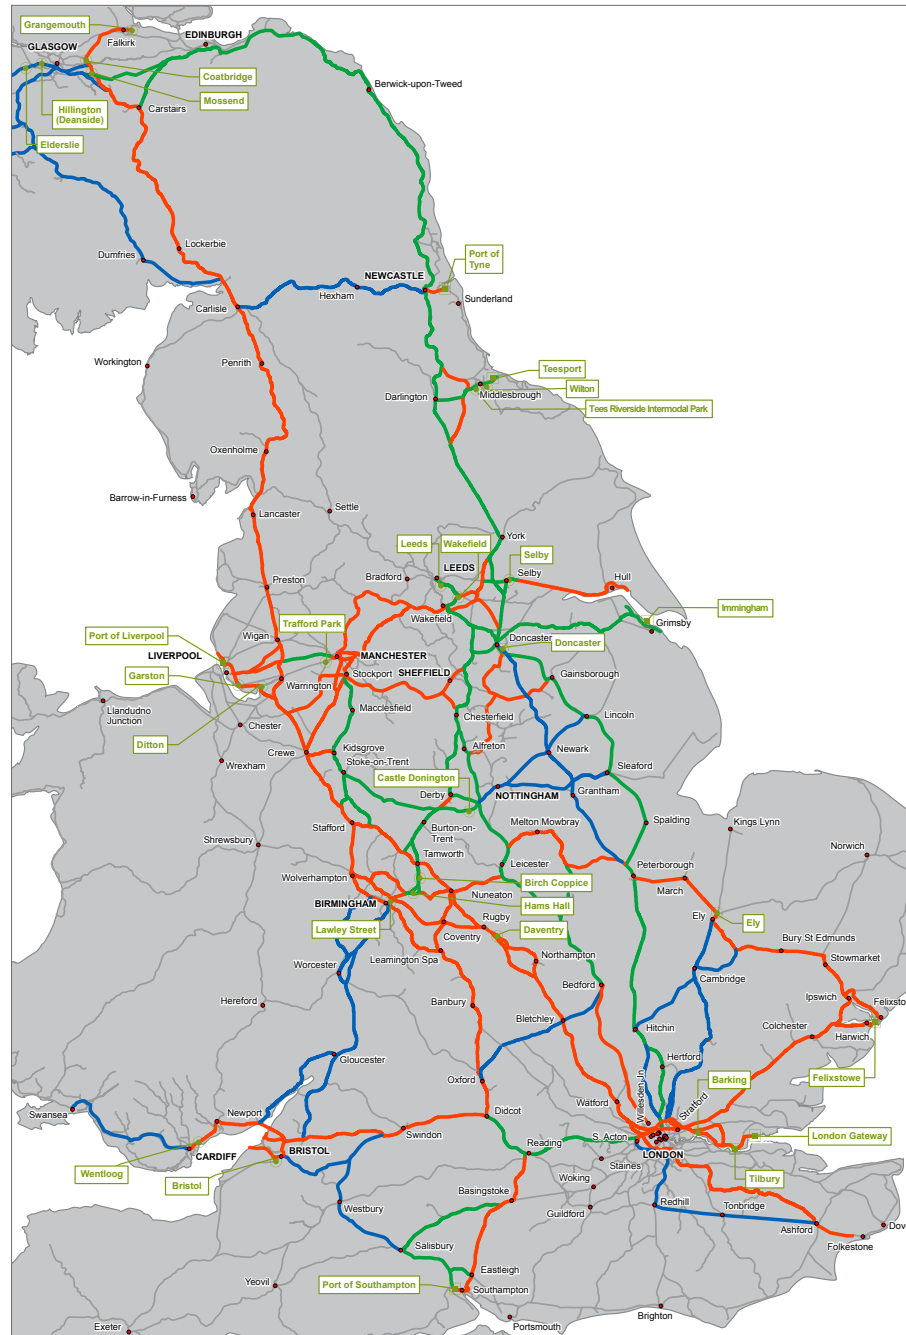 Grangemouth
Falkirk
EDINBURGH
GLASGOW
Coatbridge
Berwick-upon-Tweed
Mossend
Carstairs
Hillington
(Deanside)
Elderslie
Lockerbie
Dumfries
Port of
Tyne
NEWCASTLE
Hexham
Sunderland
Carlisle
Workington
Penrith
Teesport
Wilton
Darlington
Middlesbrough
Tees Riverside Intermodal Park
Oxenholme
Barrow-in-Furness
Settle
Lancaster
York
Leeds
Wakefield
Selby
LEEDS
Bradford
Selby
Hull
Preston
Wakefield
Immingham
Grimsby
Trafford Park
Wigan
Port of Liverpool
Doncaster
Doncaster
LIVERPOOL
MANCHESTER
Garston
Stockport
SHEFFIELD
Gainsborough
Warrington
Llandudno
Junction
Macclesfield
Chester
Chesterfield
Lincoln
Ditton
Crewe
Kidsgrove
Alfreton
Newark
Wrexham
Stoke-on-Trent
Sleaford
Castle Donington
Derby
NOTTINGHAM
Grantham
Stafford
Burton-on-
Trent
Melton Mowbray
Spalding
Kings Lynn
Shrewsbury
Norwich
Tamworth
Leicester
Peterborough
Wolverhampton
Birch Coppice
March
Nuneaton
BIRMINGHAM
Hams Hall
Rugby
Ely
Ely
Lawley Street
Daventry
Coventry
Bury St Edmunds
Leamington Spa
Northampton
Stowmarket
Worcester
Bedford
Cambridge
Hereford
Banbury
Ipswich
Felixsto
Bletchley
Hitchin
Colchester
Harwich
Gloucester
Hertford
Oxford
Barking
Felixstowe
Swansea
Newport
Didcot
Watford
Willesden Jn
Stratford
Swindon
Reading
S. Acton
London Gateway
CARDIFF
BRISTOL
LONDON
Wentloog
Staines
Bristol
Tilbury
Woking
Basingstoke
Westbury
Guildford
Redhill
Tonbridge
Ashford
Dov
Salisbury
Folkestone
Eastleigh
Yeovil
Port of Southampton
Southampton
Brighton
Portsmouth
Exeter